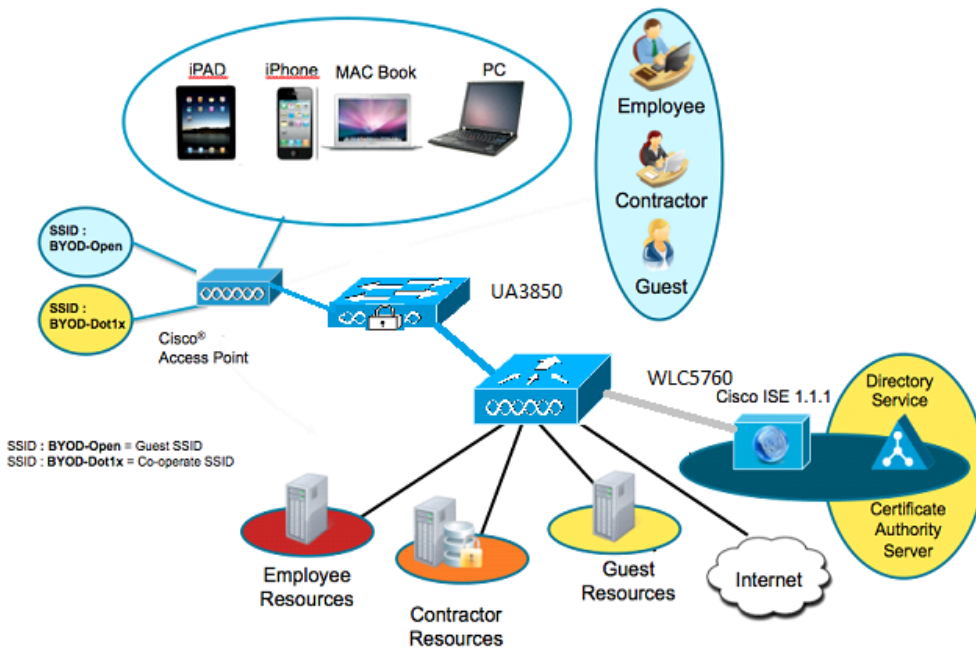 iPAD
iPhone
MAC Book
PC
Employee
Contractor
Guest
SSID :
BYOD-Open
SSID :
BYOD-Dot1x
Cisco®
Access Point
UA3850
WLC5760
Cisco ISE 1.1.1
Directory
Service
Certificate
Authority
Server
SSID : BYOD-Open = Guest SSID
SSID : BYOD-Dot1x = Co-operate SSID
Employee
Resources
Contractor
Resources
Guest
Resources
Internet